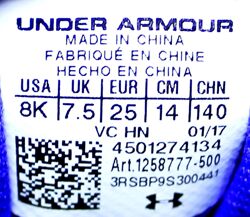 UNDER ARMOUR
MADE IN CHINA
FABRIQUÉ EN CHINE
HECHO EN CHINA
USA UK EUR CM CHN
8K 7.5 25 14 140
VC HN 01/17
4501274134
Art.1258777-500
3RSBP9S300441